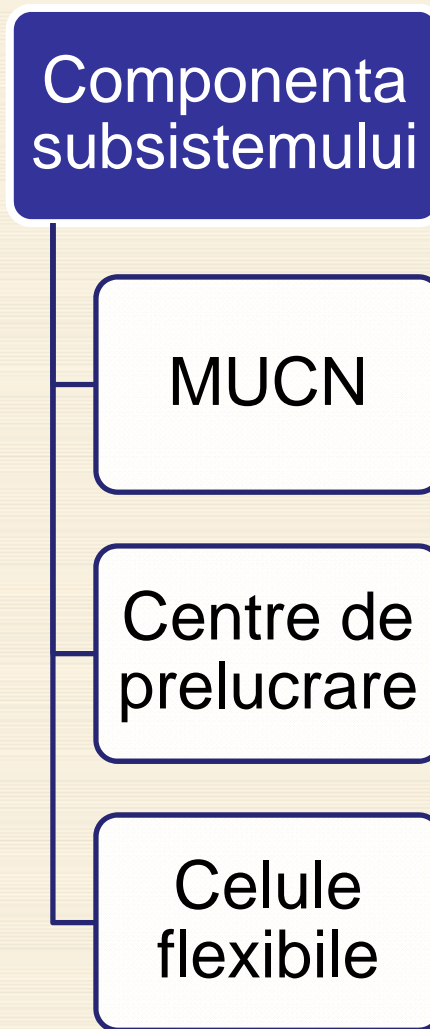 Componenta
subsistemului
MUCN
Centre de
prelucrare
Celule
flexibile